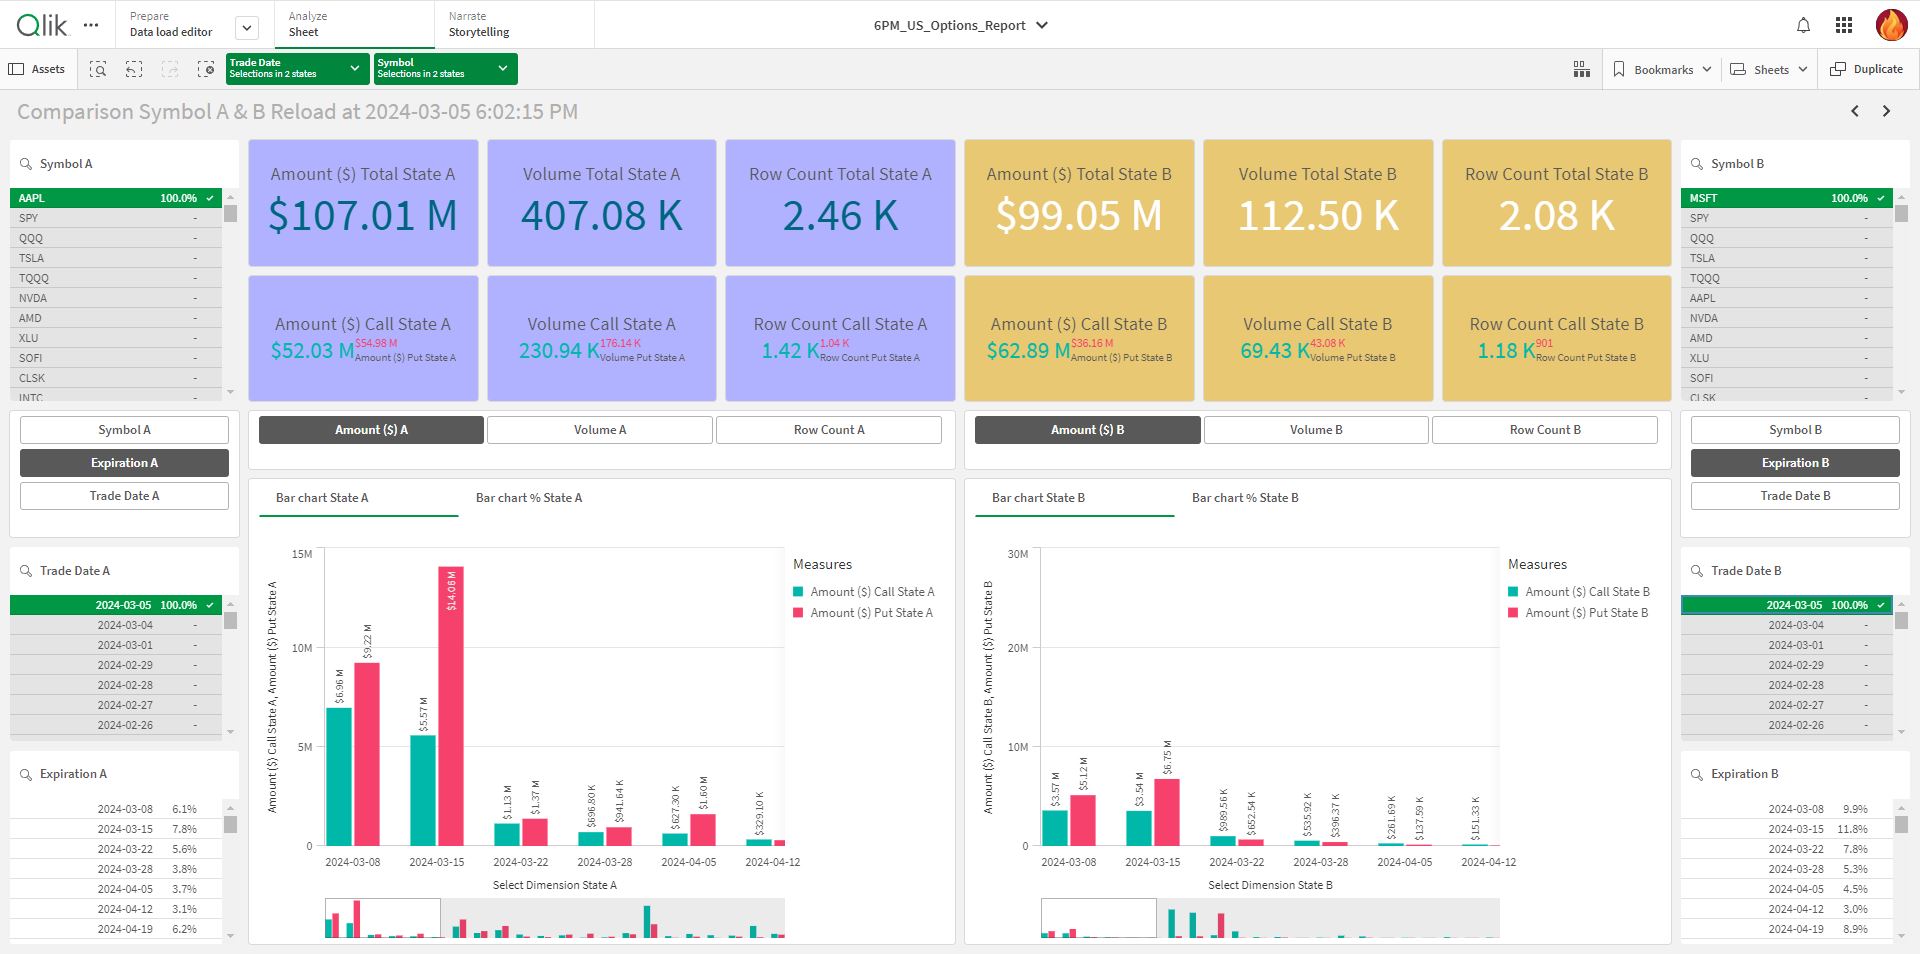 Qlik
Prepare
Data load editor
Analyze
Sheet
Narrate
Storytelling
6PM_US_Options_Report
Assets
Trade Date
Selections in 2 states
Symbol
Selections in 2 states
Bookmarks
Sheets
Duplicate
Comparison Symbol A & B Reload at 2024-03-05 6:02:15 PM
Symbol A
AAPL 100.0%
SPY -
QQQ -
TSLA -
TQQQ -
NVDA -
AMD -
XLU -
SOFI -
CLSK -
INTC
Amount ($) Total State A
$107.01 M
Volume Total State A
407.08 K
Row Count Total State A
2.46 K
Amount ($) Total State B
$99.05 M
Volume Total State B
112.50 K
Row Count Total State B
2.08 K
Amount ($) Call State A
$52.03 M
$54.98 M
Amount ($) Put State A
Volume Call State A
230.94 K
176.14 K
Volume Put State A
Row Count Call State A
1.42 K
1.04 K
Row Count Put State A
Amount ($) Call State B
$62.89 M
$36.16 M
Amount ($) Put State B
Volume Call State B
69.43 K
43.08 K
Volume Put State B
Row Count Call State B
1.18 K
901
Row Count Put State B
Symbol B
MSFT 100.0%
SPY -
QQQ -
TSLA -
TQQQ -
AAPL -
NVDA -
AMD -
XLU -
SOFI -
CLSK
Symbol A
Expiration A
Trade Date A
Amount ($) A
Volume A
Row Count A
Amount ($) B
Volume B
Row Count B
Symbol B
Expiration B
Trade Date B
Trade Date A
2024-03-05 100.0%
2024-03-04 -
2024-03-01 -
2024-02-29 -
2024-02-28 -
2024-02-27 -
2024-02-26 -
Expiration A
2024-03-08 6.1%
2024-03-15 7.8%
2024-03-22 5.6%
2024-03-28 3.8%
2024-04-05 3.7%
2024-04-12 3.1%
2024-04-19 6.2%
Bar chart State A
Bar chart % State A
Amount ($) Call State A, Amount ($) Put State A
15M
10M
5M
0
$6.96 M
$9.22 M
$5.57 M
$14.06 M
$1.13 M
$1.37 M
$696.80 K
$941.64 K
$627.30 K
$1.60 M
$329.10 K
2024-03-08
2024-03-15
2024-03-22
2024-03-28
2024-04-05
2024-04-12
Select Dimension State A
Measures
Amount ($) Call State A
Amount ($) Put State A
Bar chart State B
Bar chart % State B
Amount ($) Call State B, Amount ($) Put State B
30M
20M
10M
0
$3.57 M
$5.12 M
$3.54 M
$6.75 M
$989.56 K
$652.54 K
$535.92 K
$396.37 K
$261.69 K
$137.59 K
$151.33 K
2024-03-08
2024-03-15
2024-03-22
2024-03-28
2024-04-05
2024-04-12
Select Dimension State B
Measures
Amount ($) Call State B
Amount ($) Put State B
Trade Date B
2024-03-05 100.0%
2024-03-04 -
2024-03-01 -
2024-02-29 -
2024-02-28 -
2024-02-27 -
2024-02-26 -
Expiration B
2024-03-08 9.9%
2024-03-15 11.8%
2024-03-22 7.8%
2024-03-28 5.3%
2024-04-05 4.5%
2024-04-12 3.0%
2024-04-19 8.9%